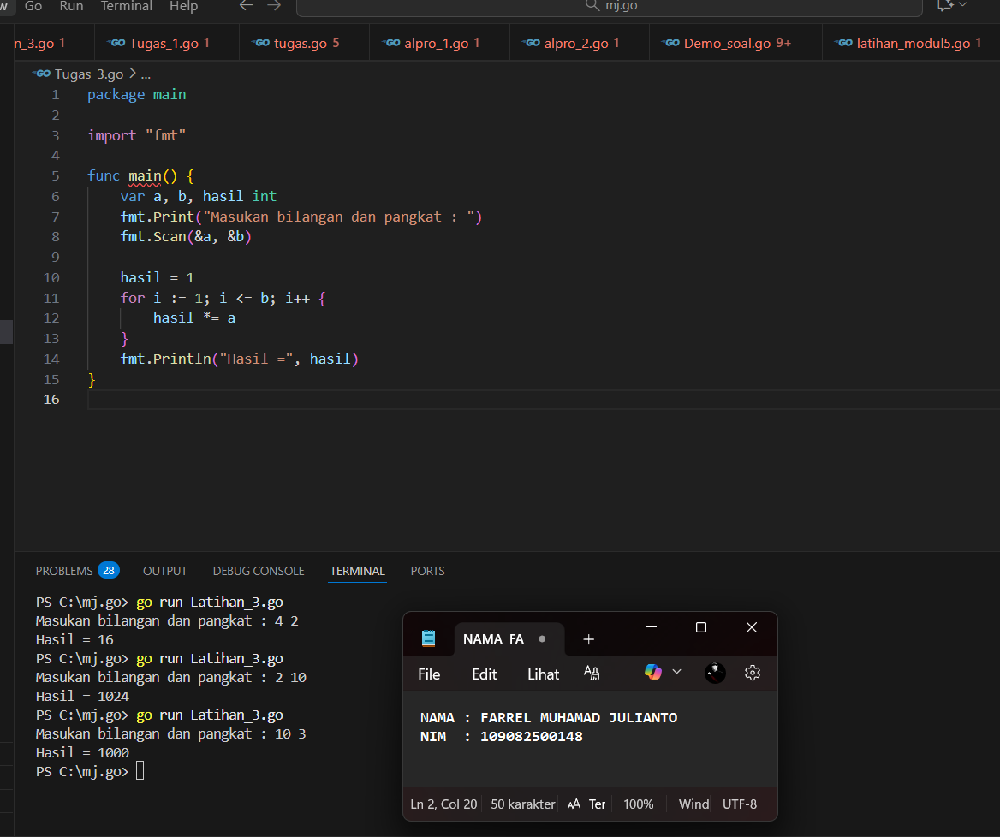 w Go Run Terminal Help mj.go
n_3.go 1 Tugas_1.go 1 tugas.go 5 alpro_1.go 1 alpro_2.go 1 Demo_soal.go 9+ latihan_modul5.go 1
Tugas_3.go > ...
1 package main
2
3 import "fmt"
4
5 func main() {
6 var a, b, hasil int
7 fmt.Print("Masukan bilangan dan pangkat : ")
8 fmt.Scan(&a, &b)
9
10 hasil = 1
11 for i := 1; i <= b; i++ {
12 hasil *= a
13 }
14 fmt.Println("Hasil =", hasil)
15 }
16
PROBLEMS 28 OUTPUT DEBUG CONSOLE TERMINAL PORTS
PS C:\mj.go> go run Latihan_3.go
Masukan bilangan dan pangkat : 4 2
Hasil = 16
PS C:\mj.go> go run Latihan_3.go
Masukan bilangan dan pangkat : 2 10
Hasil = 1024
PS C:\mj.go> go run Latihan_3.go
Masukan bilangan dan pangkat : 10 3
Hasil = 1000
PS C:\mj.go>
NAMA FA
File Edit Lihat
NAMA : FARREL MUHAMAD JULIANTO
NIM : 109082500148
Ln 2, Col 20 50 karakter Ter 100% Wind UTF-8